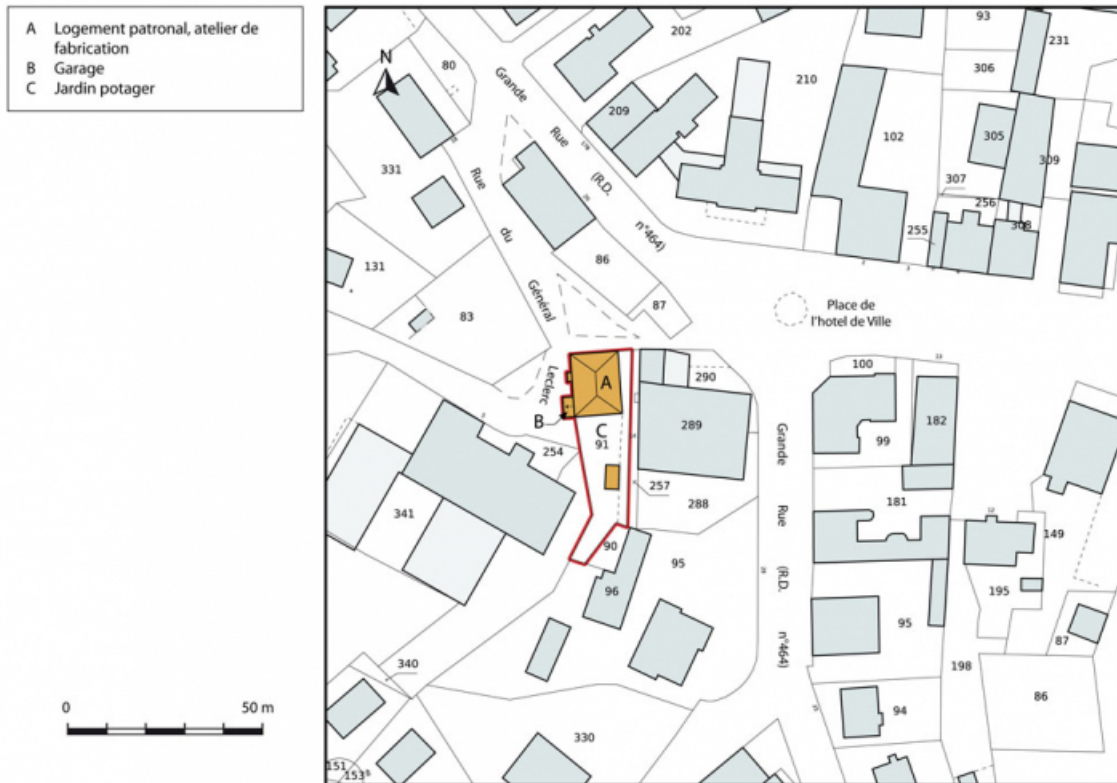 A Logement patronal, atelier de
fabrication
B Garage
C Jardin potager
N
0 50 m
80
202
93
231
306
210
209
102
305
309
331
307
256
255
308
Grande
Rue
(R.D.
n°464)
Rue
du
Général
Leclerc
131
86
87
83
Place de
l'hotel de Ville
A
B
C
91
290
289
100
182
99
254
257
288
181
341
90
95
96
Grande
Rue
(R.D.
n°464)
149
195
95
87
340
198
86
94
330
151
153